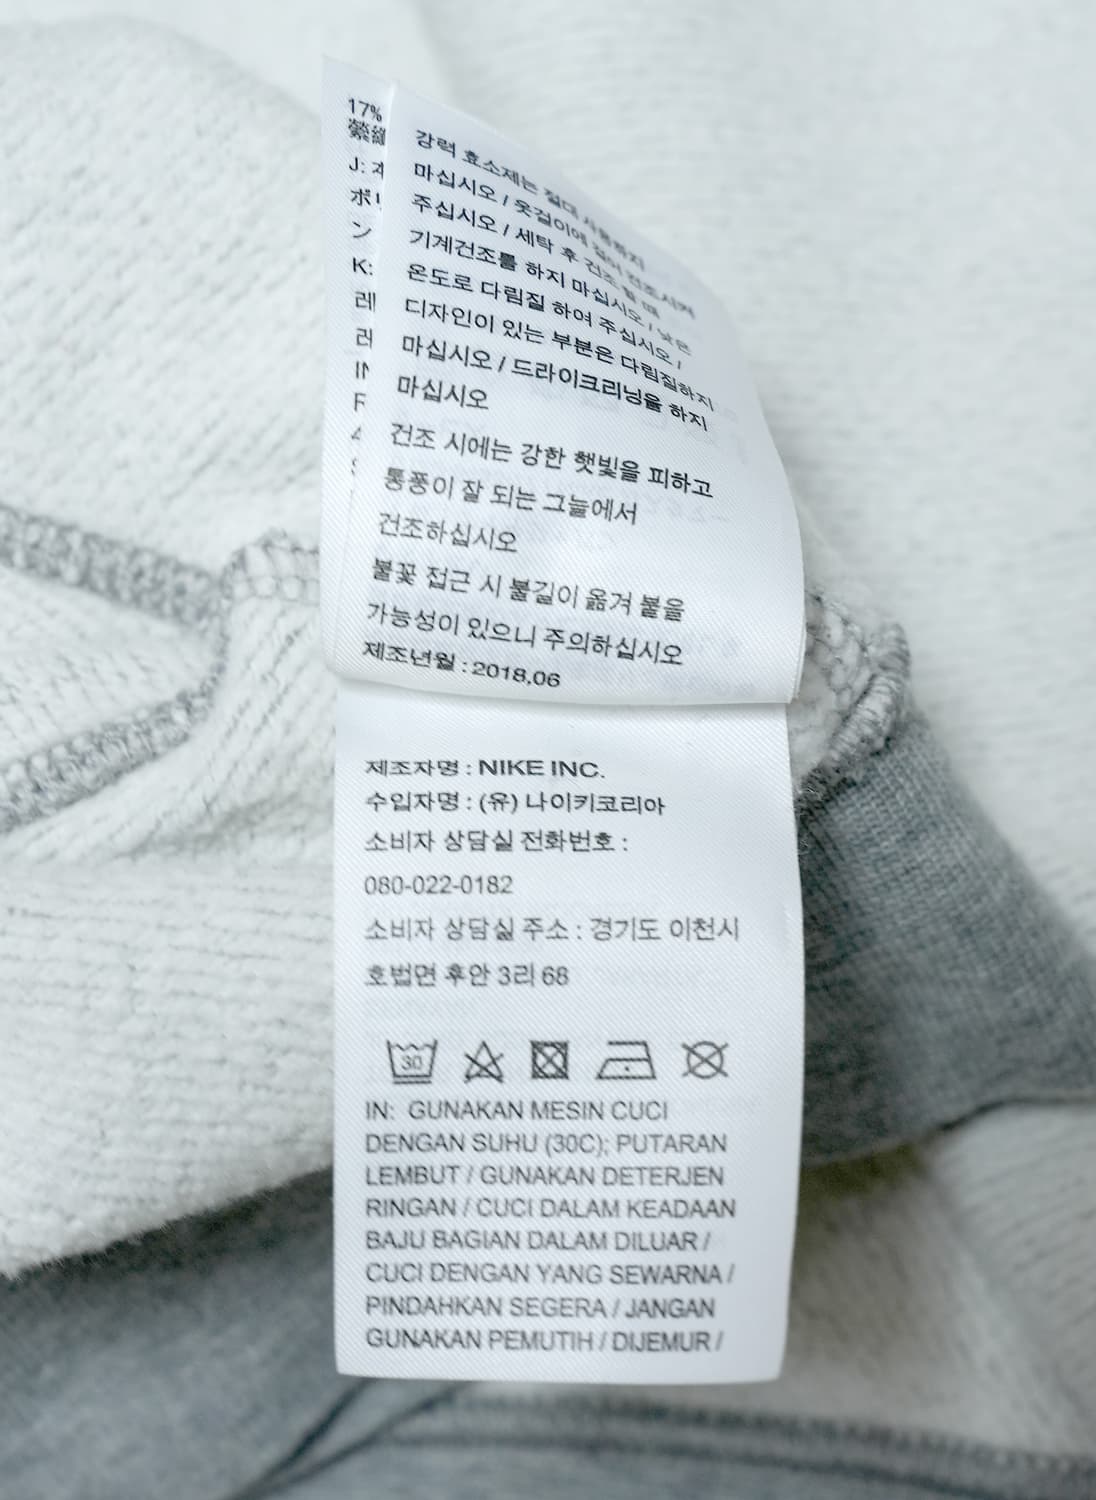 17%
J: 本
ン
K:
레
IN
강력 효소제는 절대 사용하지
마십시오 / 옷걸이에 걸어 건조시켜
주십시오 / 세탁 후 건조 할 때
기계건조를 하지 마십시오 / 낮은
온도로 다림질 하여 주십시오 /
디자인이 있는 부분은 다림질하지
마십시오 / 드라이크리닝을 하지
마십시오
건조 시에는 강한 햇빛을 피하고
통풍이 잘 되는 그늘에서
건조하십시오
불꽃 접근 시 불길이 옮겨 붙을
가능성이 있으니 주의하십시오
제조년월 : 2018.06
제조자명 : NIKE INC.
수입자명 : (유) 나이키코리아
소비자 상담실 전화번호 :
080-022-0182
소비자 상담실 주소 : 경기도 이천시
호법면 후안 3리 68
30
IN: GUNAKAN MESIN CUCI
DENGAN SUHU (30C); PUTARAN
LEMBUT / GUNAKAN DETERJEN
RINGAN / CUCI DALAM KEADAAN
BAJU BAGIAN DALAM DILUAR /
CUCI DENGAN YANG SEWARNA /
PINDAHKAN SEGERA / JANGAN
GUNAKAN PEMUTIH / DIJEMUR /